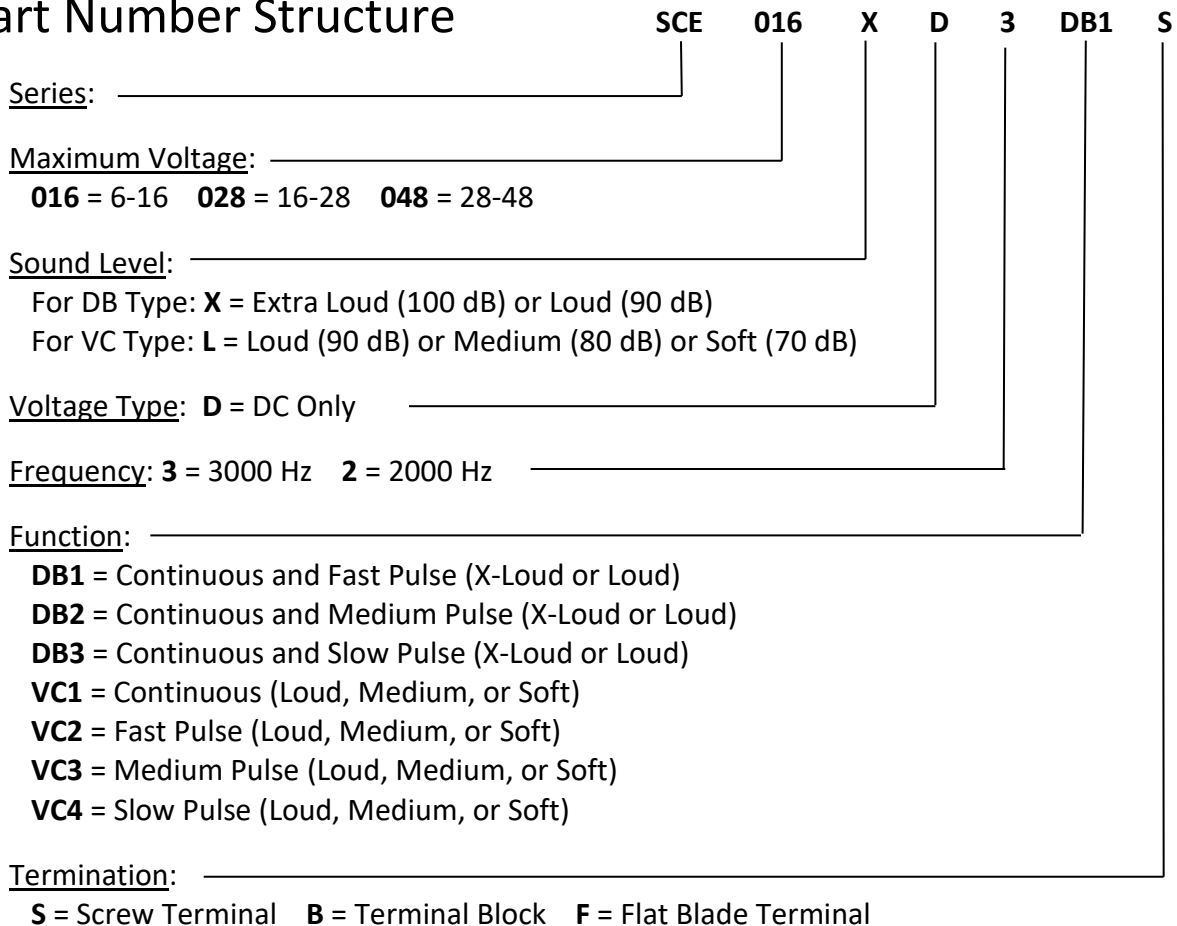 art Number Structure SCE 016 X D 3 DB1 S
Series:
Maximum Voltage:
016 = 6-16 028 = 16-28 048 = 28-48
Sound Level:
For DB Type: X = Extra Loud (100 dB) or Loud (90 dB)
For VC Type: L = Loud (90 dB) or Medium (80 dB) or Soft (70 dB)
Voltage Type: D = DC Only
Frequency: 3 = 3000 Hz 2 = 2000 Hz
Function:
DB1 = Continuous and Fast Pulse (X-Loud or Loud)
DB2 = Continuous and Medium Pulse (X-Loud or Loud)
DB3 = Continuous and Slow Pulse (X-Loud or Loud)
VC1 = Continuous (Loud, Medium, or Soft)
VC2 = Fast Pulse (Loud, Medium, or Soft)
VC3 = Medium Pulse (Loud, Medium, or Soft)
VC4 = Slow Pulse (Loud, Medium, or Soft)
Termination:
S = Screw Terminal B = Terminal Block F = Flat Blade Terminal